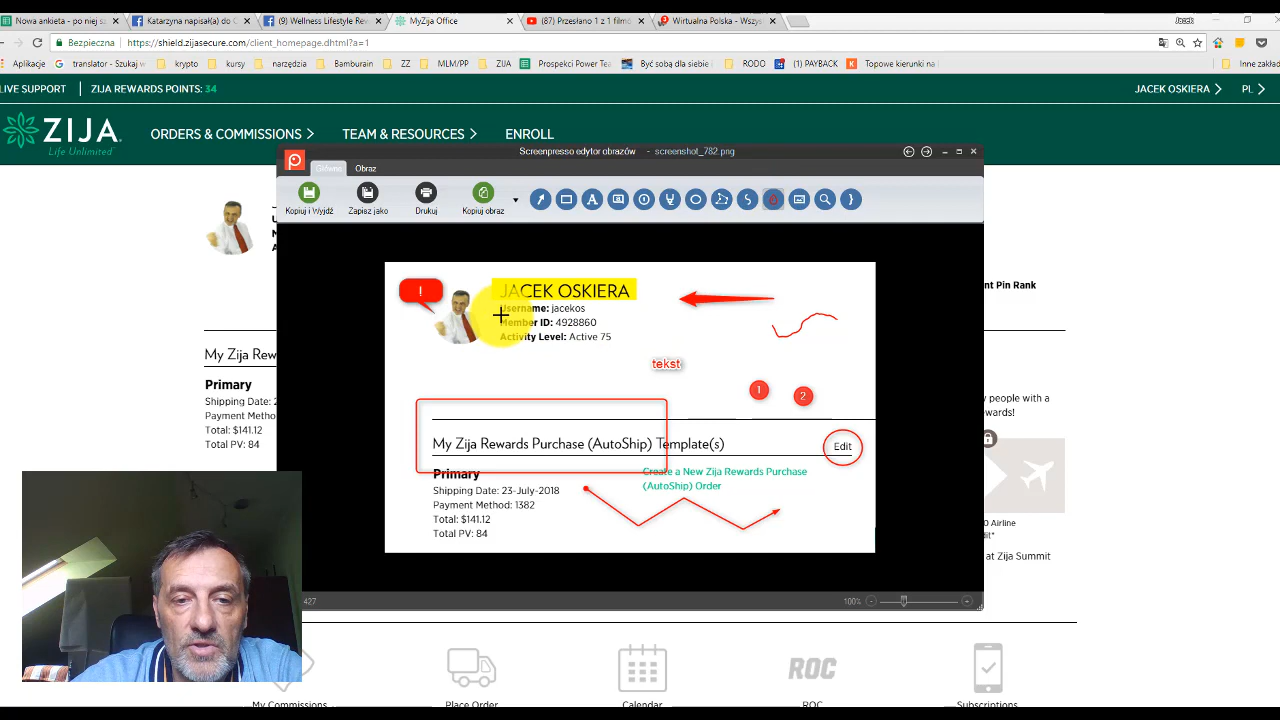 Nowa ankieta - po niej s
Katarzyna napisał(a) do C
(9) Wellness Lifestyle Rev
MyZija Office
(87) Przesłano 1 z 1 filmó
Wirtualna Polska - Wszys
Jacek
Bezpieczna
https://shield.zijasecure.com/client_homepage.dhtml?a=1
Aplikacje
translator - Szukaj w
krypto
kursy
narzędzia
Bamburain
ZZ
MLM/PP
ZIJA
Prospekci Power Tea
Być sobą dla siebie
RODO
(1) PAYBACK
Topowe kierunki na l
Inne zakład
LIVE SUPPORT
ZIJA REWARDS POINTS: 34
JACEK OSKIERA
PL
ZIJA
Life Unlimited
ORDERS & COMMISSIONS
TEAM & RESOURCES
ENROLL
Screenpresso edytor obrazów - screenshot_782.png
Główne
Obraz
Kopiuj i Wyjdź
Zapisz jako
Drukuj
Kopiuj obraz
!
JACEK OSKIERA
Username: jacekos
Member ID: 4928860
Activity Level: Active 75
nt Pin Rank
tekst
1
2
My Zija Rew
My Zija Rewards Purchase (AutoShip) Template(s)
Edit
Primary
Shipping Date: 2
Payment Metho
Total: $141.12
Total PV: 84
Primary
Shipping Date: 23-July-2018
Payment Method: 1382
Total: $141.12
Total PV: 84
Create a New Zija Rewards Purchase
(AutoShip) Order
y people with a
wards!
0 Airline
dit*
at Zija Summit
427
100%
My Commissions
Place Order
Calendar
ROC
ROC
Subscriptions